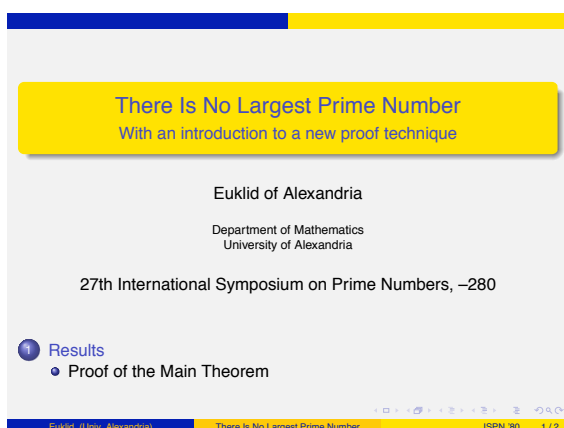 There Is No Largest Prime Number
With an introduction to a new proof technique
Euklid of Alexandria
Department of Mathematics
University of Alexandria
27th International Symposium on Prime Numbers, –280
1 Results
Proof of the Main Theorem
Euklid (Univ. Alexandria) There Is No Largest Prime Number ISPN '80 1 / 2